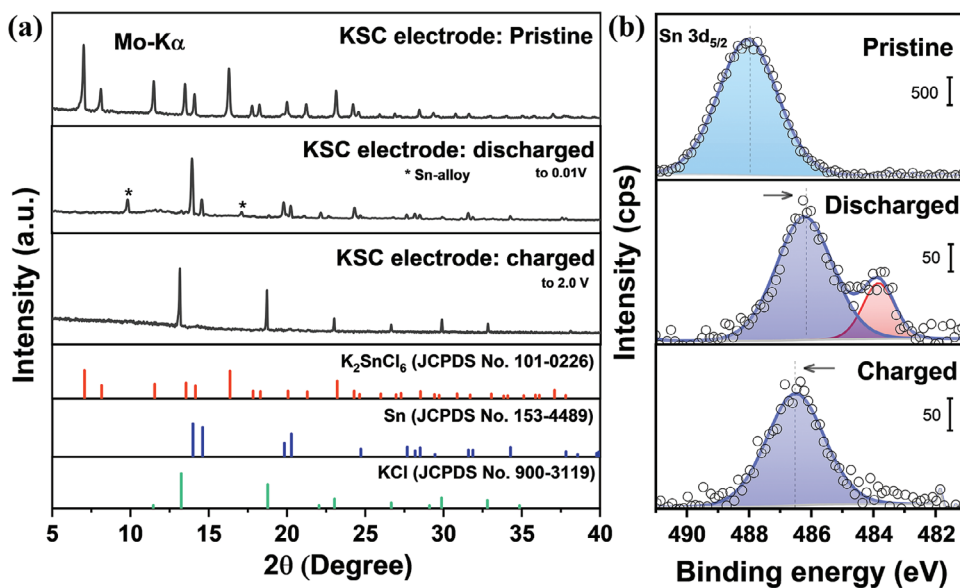 (a)
Mo-Kα
KSC electrode: Pristine
KSC electrode: discharged
* Sn-alloy
to 0.01V
*
*
KSC electrode: charged
to 2.0 V
K₂SnCl₆ (JCPDS No. 101-0226)
Sn (JCPDS No. 153-4489)
KCl (JCPDS No. 900-3119)
5 10 15 20 25 30 35 40
2θ (Degree)
Intensity (a.u.)
(b)
Sn 3d₅/₂
Pristine
500
Discharged
50
Charged
50
490 488 486 484 482
Binding energy (eV)
Intensity (cps)